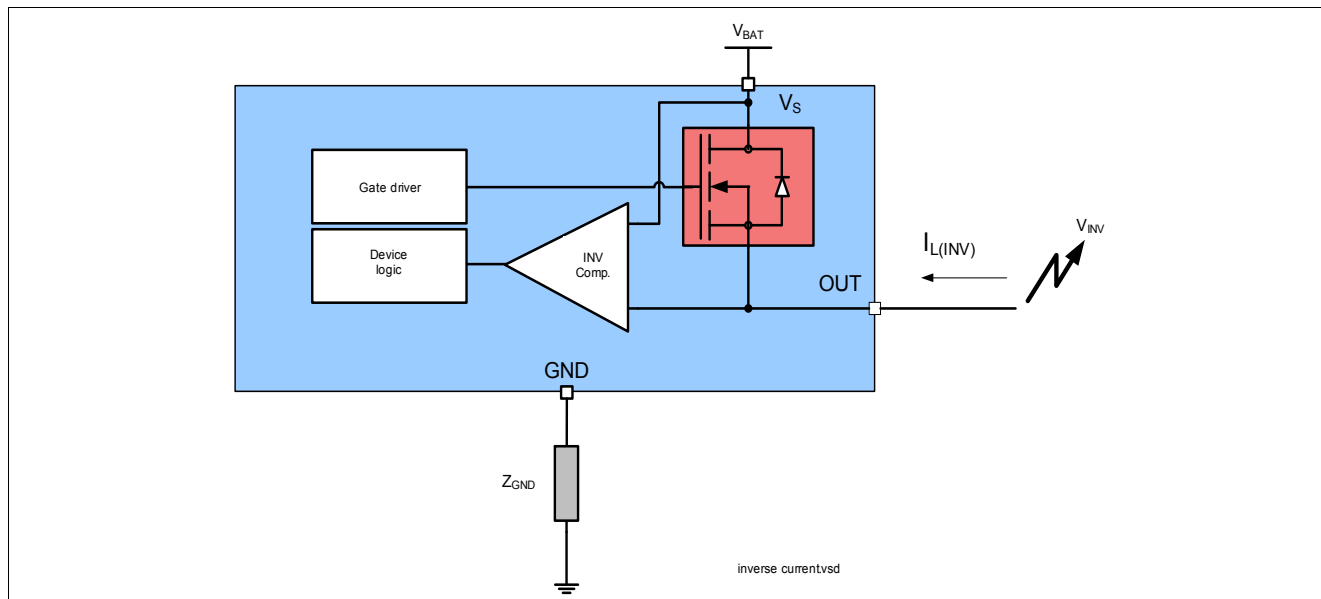 VBAT
VS
Gate driver
Device
logic
INV
Comp.
IL(INV)
VINV
OUT
GND
ZGND
inverse current.vsd